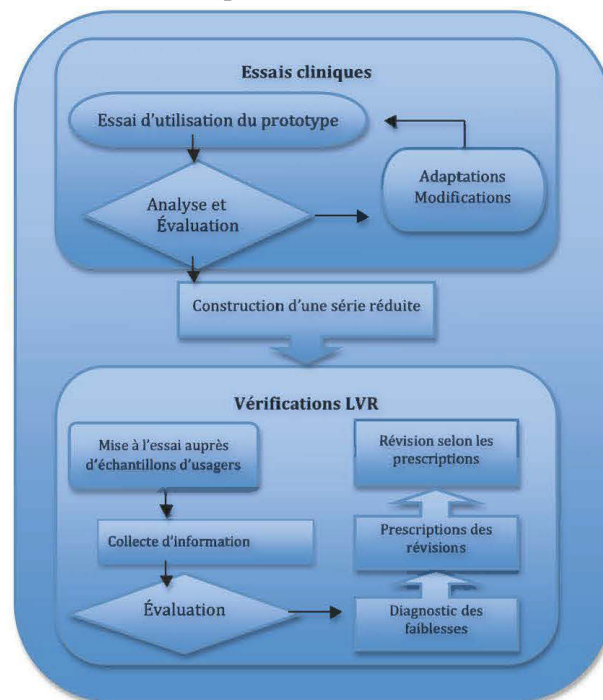 Essais cliniques
Essai d'utilisation du prototype
Adaptations
Modifications
Analyse et
Évaluation
Construction d'une série réduite
Vérifications LVR
Mise à l'essai auprès
d'échantillons d'usagers
Collecte d'information
Évaluation
Révision selon les
prescriptions
Prescriptions des
révisions
Diagnostic des
faiblesses